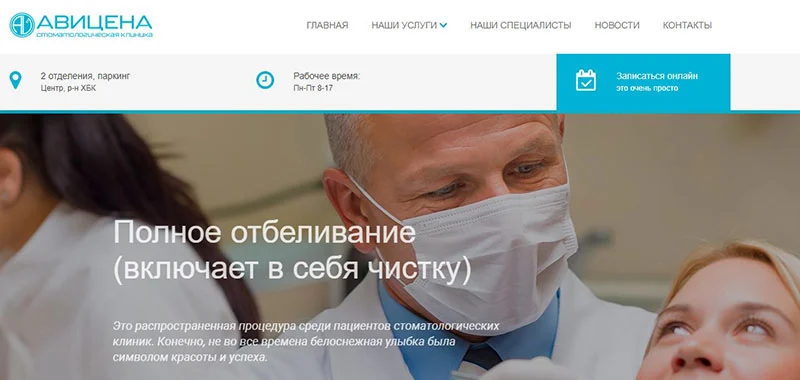 АВИЦЕНА
стоматологическая клиника
ГЛАВНАЯ
НАШИ УСЛУГИ
НАШИ СПЕЦИАЛИСТЫ
НОВОСТИ
КОНТАКТЫ
2 отделения, паркинг
Центр, р-н ХБК
Рабочее время:
Пн-Пт 8-17
Записаться онлайн
это очень просто
Полное отбеливание
(включает в себя чистку)
Это распространенная процедура среди пациентов стоматологических
клиник. Конечно, не во все времена белоснежная улыбка была
символом красоты и успеха.